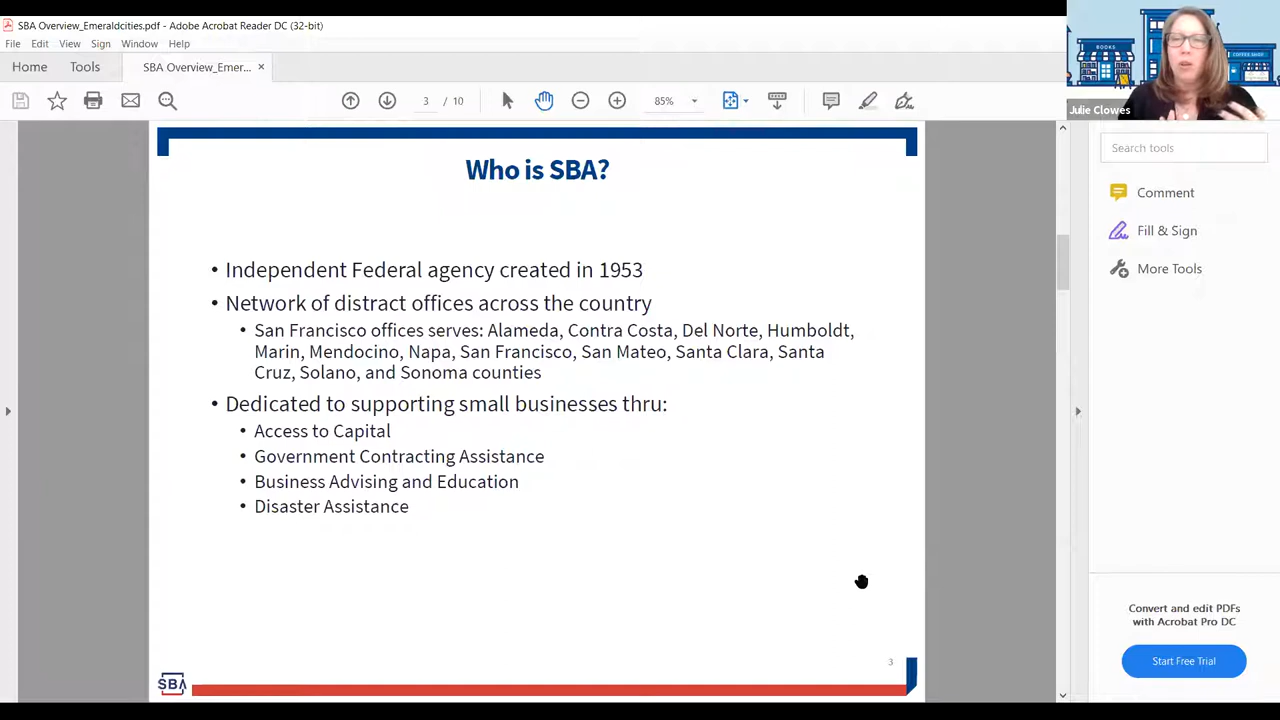 SBA Overview_Emeraldcities.pdf - Adobe Acrobat Reader DC (32-bit)
File Edit View Sign Window Help
Home Tools SBA Overview_Emer... ×
3 / 10 85%
BOOKS
COFFEE SHOP
Julie Clowes
Who is SBA?
• Independent Federal agency created in 1953
• Network of distract offices across the country
• San Francisco offices serves: Alameda, Contra Costa, Del Norte, Humboldt,
Marin, Mendocino, Napa, San Francisco, San Mateo, Santa Clara, Santa
Cruz, Solano, and Sonoma counties
• Dedicated to supporting small businesses thru:
• Access to Capital
• Government Contracting Assistance
• Business Advising and Education
• Disaster Assistance
3
SBA
Search tools
Comment
Fill & Sign
More Tools
Convert and edit PDFs
with Acrobat Pro DC
Start Free Trial